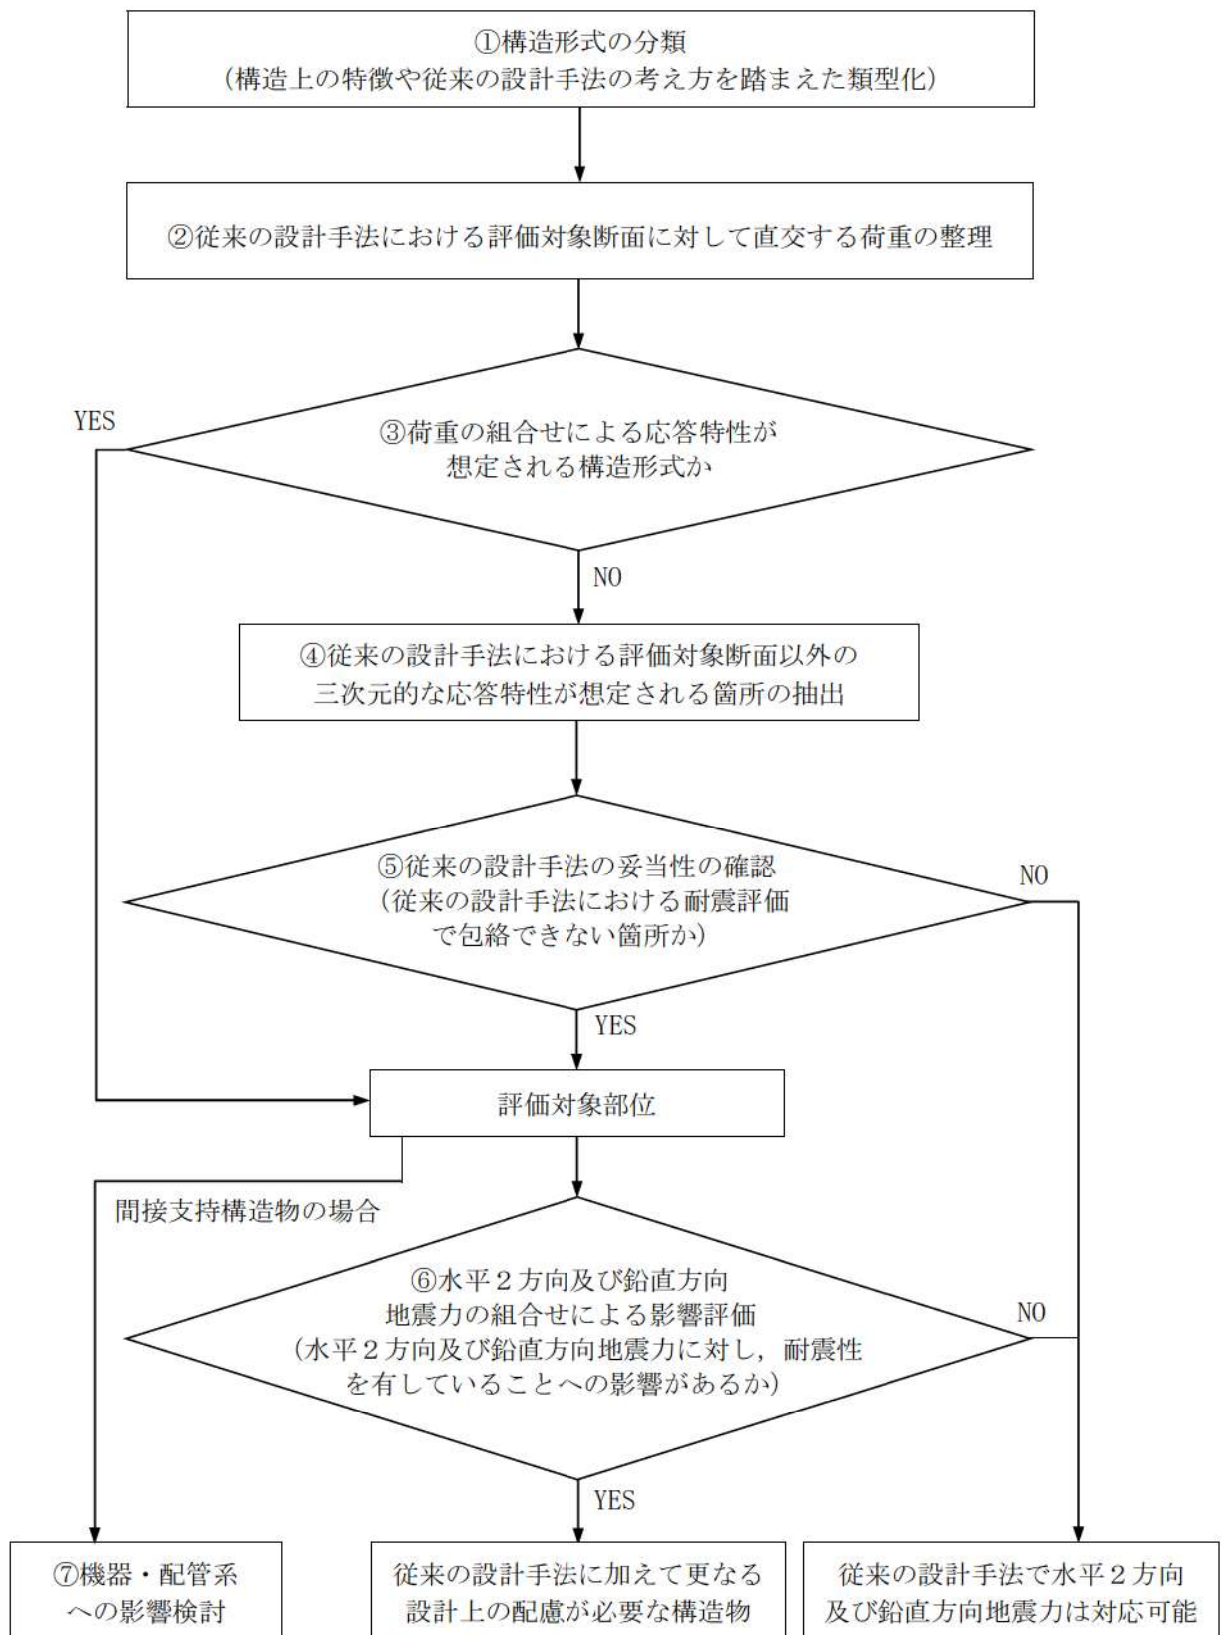 ①構造形式の分類
（構造上の特徴や従来の設計手法の考え方を踏まえた類型化）
②従来の設計手法における評価対象断面に対して直交する荷重の整理
YES
③荷重の組合せによる応答特性が
想定される構造形式か
NO
④従来の設計手法における評価対象断面以外の
三次元的な応答特性が想定される箇所の抽出
⑤従来の設計手法の妥当性の確認
（従来の設計手法における耐震評価
で包絡できない箇所か）
NO
YES
評価対象部位
間接支持構造物の場合
⑥水平２方向及び鉛直方向
地震力の組合せによる影響評価
（水平２方向及び鉛直方向地震力に対し，耐震性
を有していることへの影響があるか）
NO
YES
⑦機器・配管系
への影響検討
従来の設計手法に加えて更なる
設計上の配慮が必要な構造物
従来の設計手法で水平２方向
及び鉛直方向地震力は対応可能